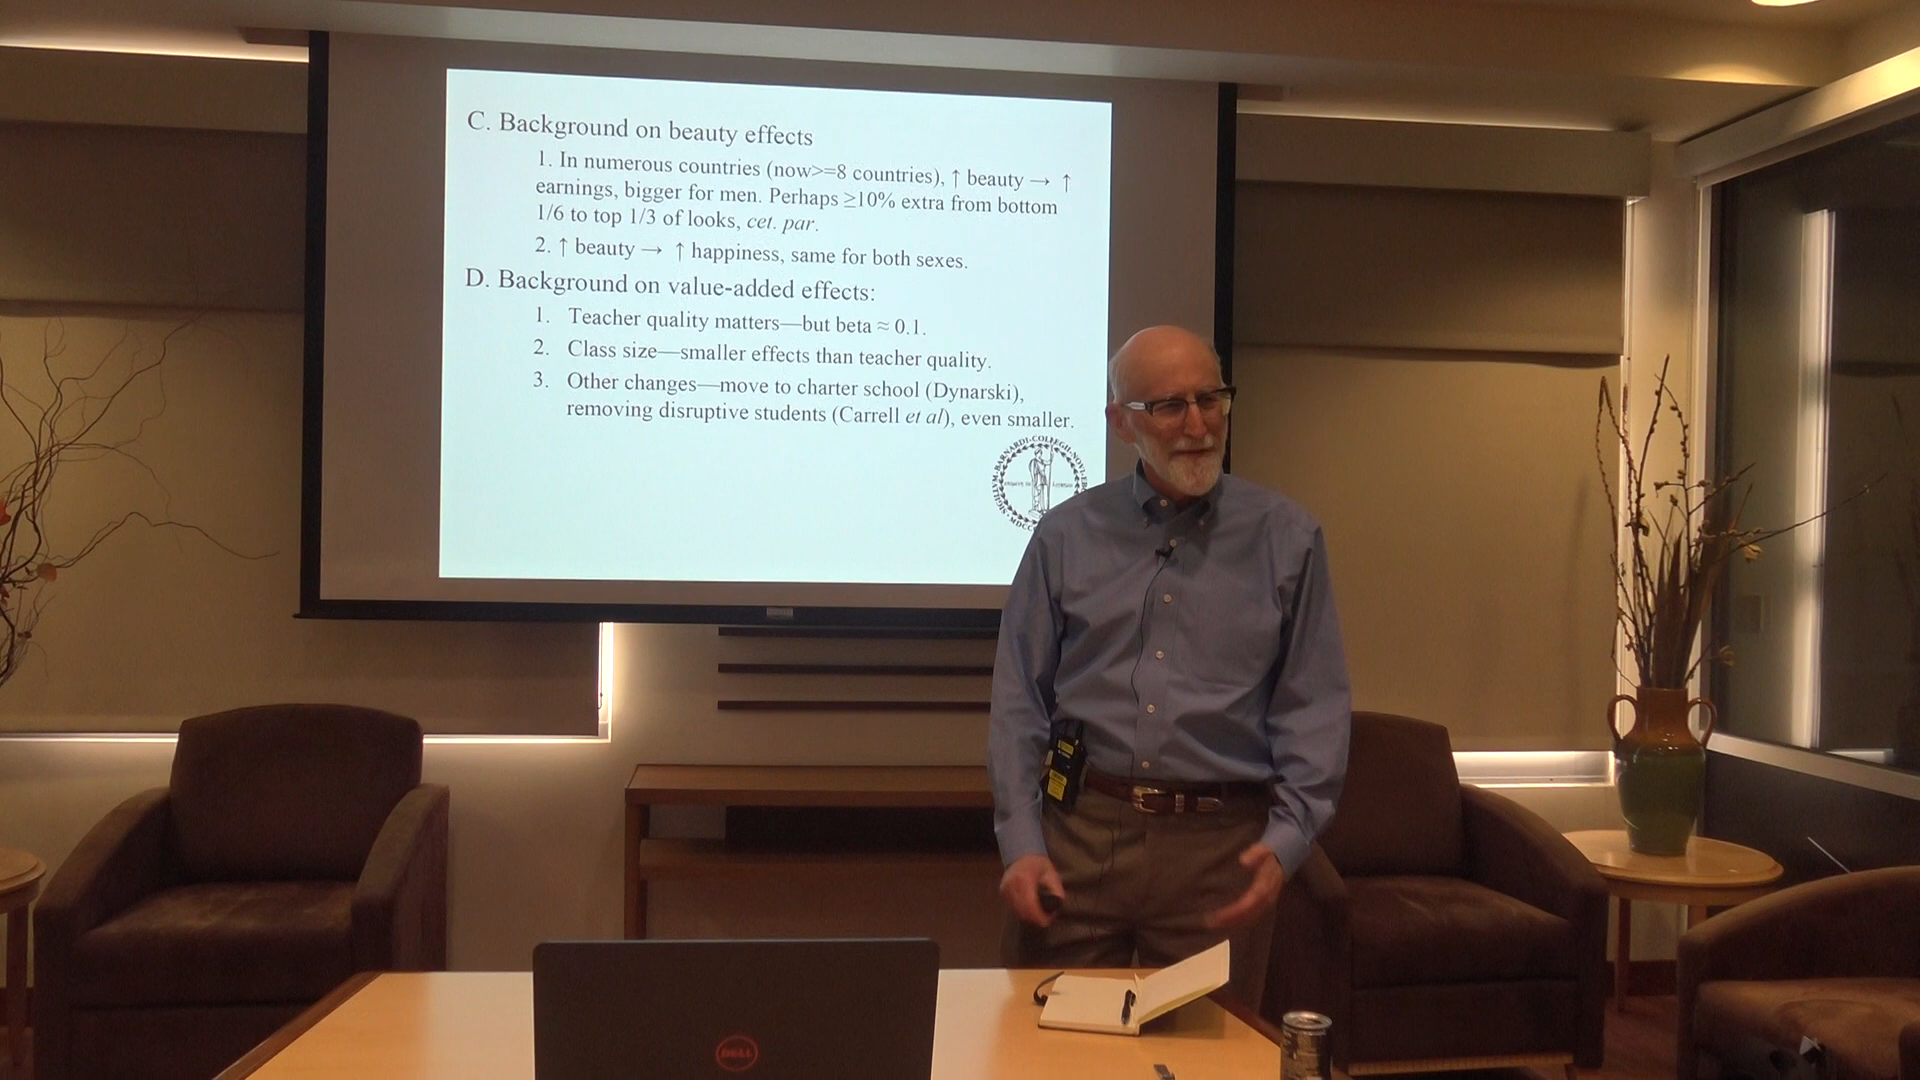 C. Background on beauty effects
1. In numerous countries (now>=8 countries), ↑ beauty → ↑
earnings, bigger for men. Perhaps ≥10% extra from bottom
1/6 to top 1/3 of looks, cet. par.
2. ↑ beauty → ↑ happiness, same for both sexes.
D. Background on value-added effects:
1. Teacher quality matters—but beta ≈ 0.1.
2. Class size—smaller effects than teacher quality.
3. Other changes—move to charter school (Dynarski),
removing disruptive students (Carrell et al), even smaller.
SIGILLVM·BARNARDI·COLLEGII·NOVI
DELL